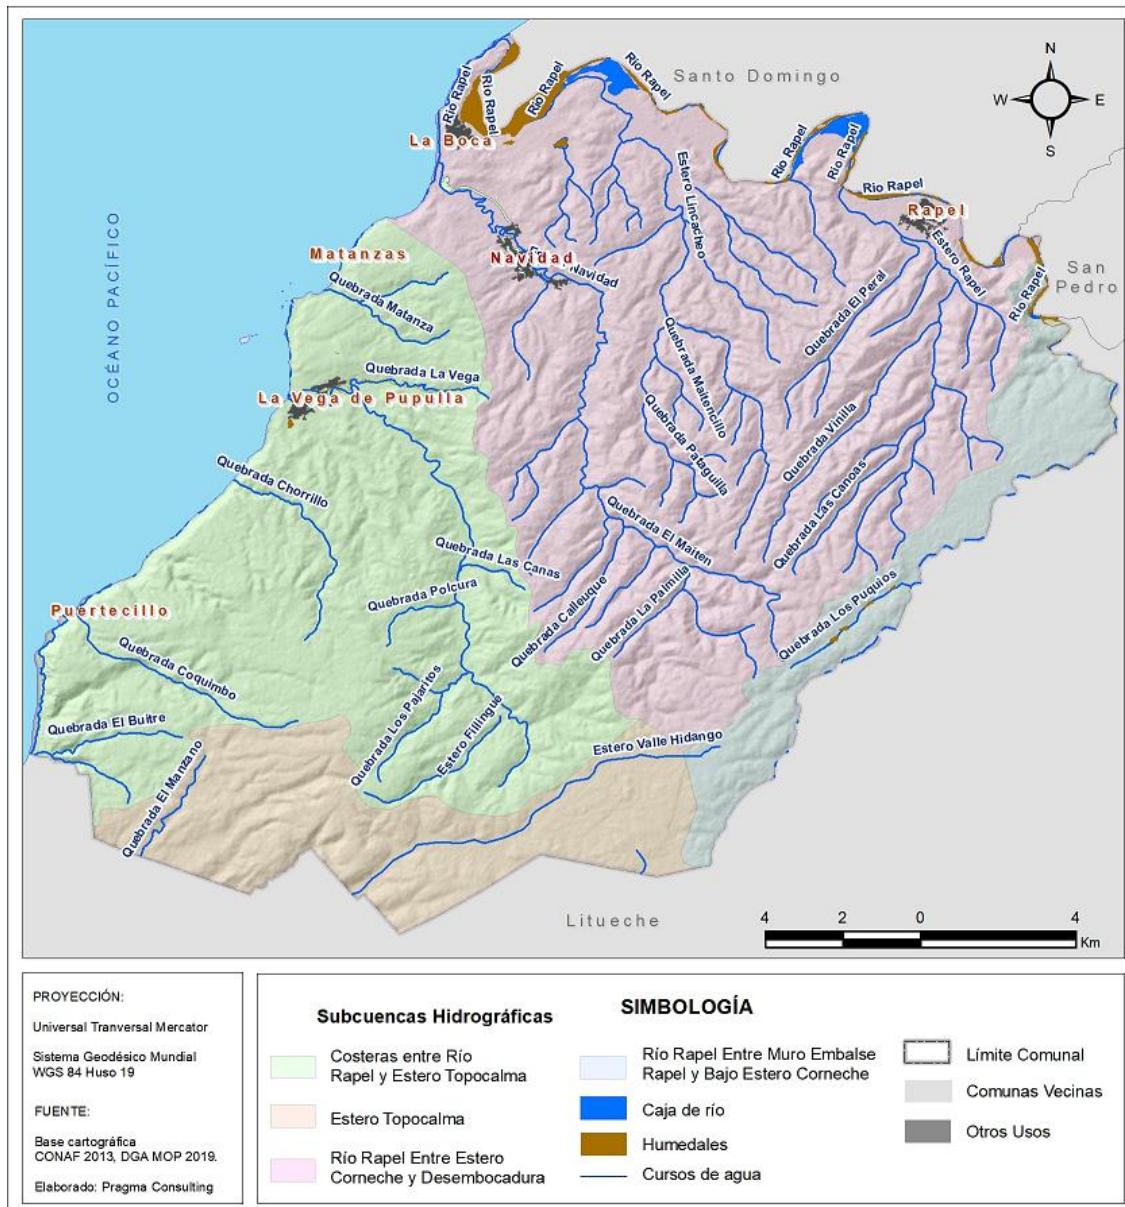 N
W
E
S
Santo Domingo
Río Rapel
Río Rapel
Río Rapel
Río Rapel
La Boca
Río Rapel
Río Rapel
Río Rapel
Rapel
Estero Lincacheo
Estero Rapel
San
Pedro
Río Rapel
OCÉANO PACÍFICO
Matanzas
Navidad
Navidad
Quebrada Matanza
Quebrada El Peral
Quebrada La Vega
La Vega de Pupulla
Quebrada Maitencillo
Quebrada Pataguilla
Quebrada Vinilla
Quebrada Las Canoas
Quebrada Chorrillo
Quebrada El Maiten
Quebrada Las Canas
Quebrada Polcura
Quebrada Calleuque
Quebrada La Palmilla
Quebrada Los Puquios
Puertecillo
Quebrada Coquimbo
Quebrada El Buitre
Quebrada El Manzano
Quebrada Los Pajaritos
Estero Fillingue
Estero Valle Hidango
Litueche
4 2 0 4
Km
PROYECCIÓN:
Universal Tranversal Mercator
Sistema Geodésico Mundial
WGS 84 Huso 19
FUENTE:
Base cartográfica
CONAF 2013, DGA MOP 2019.
Elaborado: Pragma Consulting
SIMBOLOGÍA
Subcuencas Hidrográficas
Costeras entre Río
Rapel y Estero Topocalma
Estero Topocalma
Río Rapel Entre Estero
Corneche y Desembocadura
Río Rapel Entre Muro Embalse
Rapel y Bajo Estero Corneche
Caja de río
Humedales
Cursos de agua
Límite Comunal
Comunas Vecinas
Otros Usos